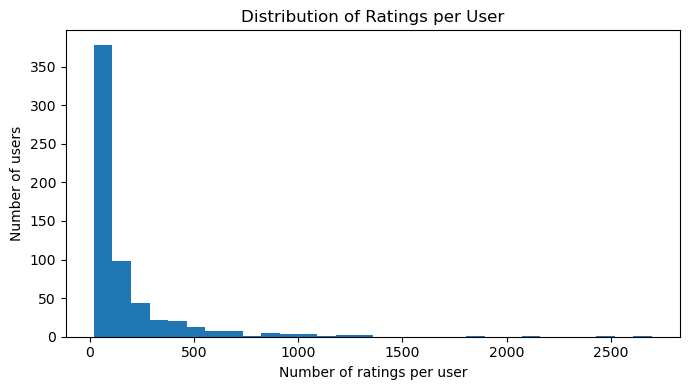 Distribution of Ratings per User
350
300
250
200
150
100
50
0
Number of users
0 500 1000 1500 2000 2500
Number of ratings per user